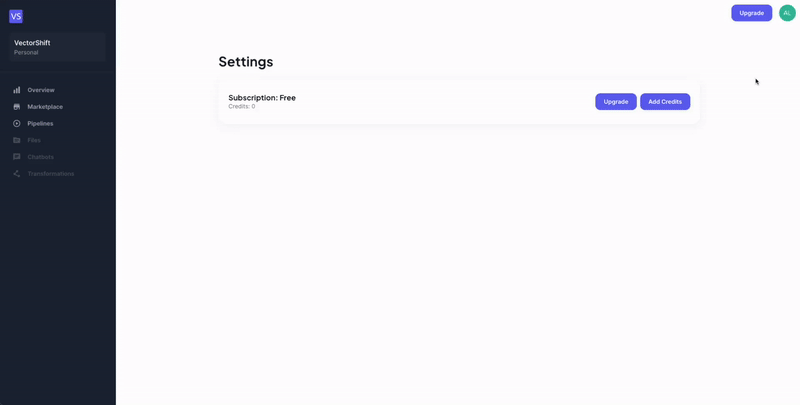 VS
Upgrade
AL
VectorShift
Personal
Settings
Overview
Marketplace
Pipelines
Files
Chatbots
Transformations
Subscription: Free
Credits: 0
Upgrade
Add Credits